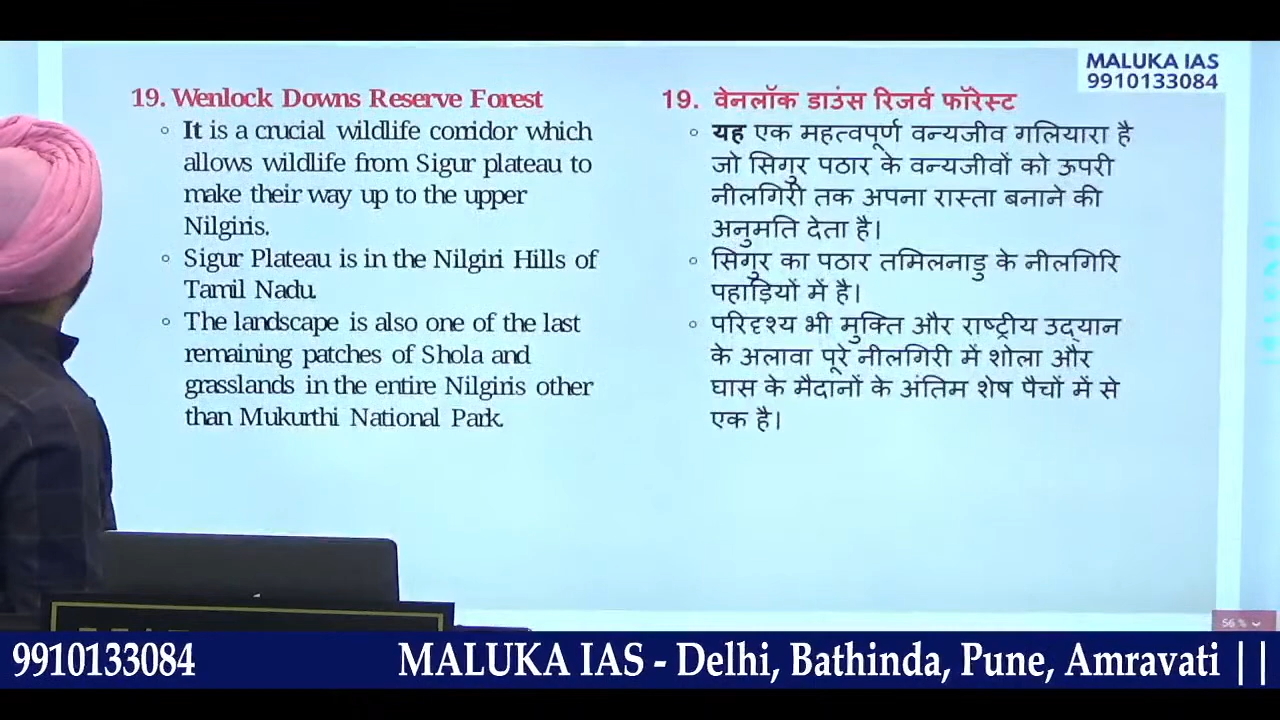 MALUKA IAS
9910133084
19. Wenlock Downs Reserve Forest
It is a crucial wildlife corridor which
allows wildlife from Sigur plateau to
make their way up to the upper
Nilgiris.
Sigur Plateau is in the Nilgiri Hills of
Tamil Nadu.
The landscape is also one of the last
remaining patches of Shola and
grasslands in the entire Nilgiris other
than Mukurthi National Park.
19. वेनलॉक डाउंस रिजर्व फॉरेस्ट
यह एक महत्वपूर्ण वन्यजीव गलियारा है
जो सिगुर पठार के वन्यजीवों को ऊपरी
नीलगिरी तक अपना रास्ता बनाने की
अनुमति देता है।
सिगुर का पठार तमिलनाडु के नीलगिरि
पहाड़ियों में है।
परिदृश्य भी मुक्ति और राष्ट्रीय उद्यान
के अलावा पूरे नीलगिरी में शोला और
घास के मैदानों के अंतिम शेष पैचों में से
एक है।
56 %
9910133084 MALUKA IAS - Delhi, Bathinda, Pune, Amravati ||